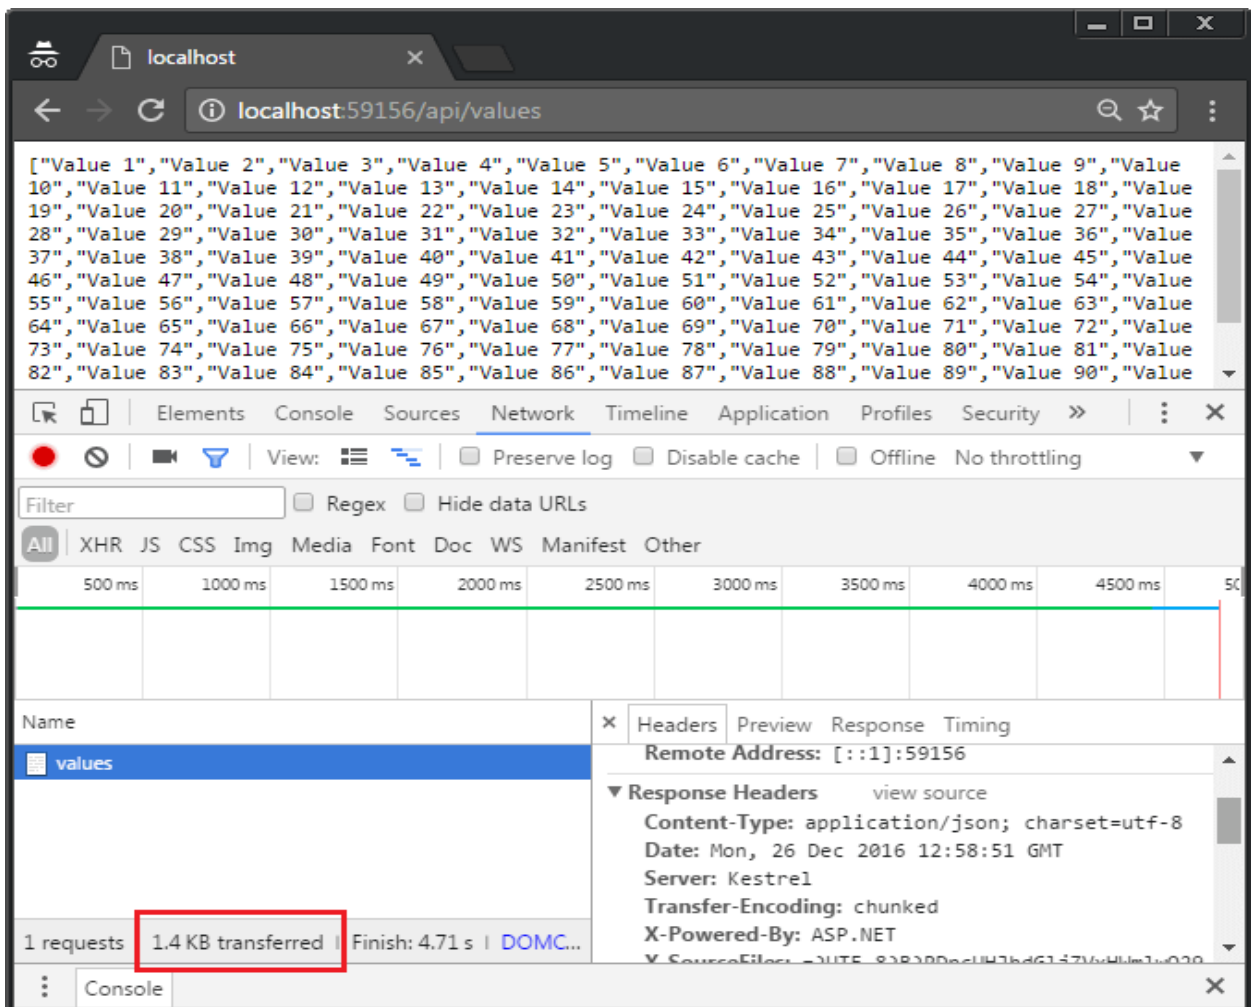 localhost
localhost:59156/api/values
["Value 1","Value 2","Value 3","Value 4","Value 5","Value 6","Value 7","Value 8","Value 9","Value
10","Value 11","Value 12","Value 13","Value 14","Value 15","Value 16","Value 17","Value 18","Value
19","Value 20","Value 21","Value 22","Value 23","Value 24","Value 25","Value 26","Value 27","Value
28","Value 29","Value 30","Value 31","Value 32","Value 33","Value 34","Value 35","Value 36","Value
37","Value 38","Value 39","Value 40","Value 41","Value 42","Value 43","Value 44","Value 45","Value
46","Value 47","Value 48","Value 49","Value 50","Value 51","Value 52","Value 53","Value 54","Value
55","Value 56","Value 57","Value 58","Value 59","Value 60","Value 61","Value 62","Value 63","Value
64","Value 65","Value 66","Value 67","Value 68","Value 69","Value 70","Value 71","Value 72","Value
73","Value 74","Value 75","Value 76","Value 77","Value 78","Value 79","Value 80","Value 81","Value
82","Value 83","Value 84","Value 85","Value 86","Value 87","Value 88","Value 89","Value 90","Value
Elements Console Sources Network Timeline Application Profiles Security »
View: Preserve log Disable cache Offline No throttling
Filter Regex Hide data URLs
All XHR JS CSS Img Media Font Doc WS Manifest Other
500 ms 1000 ms 1500 ms 2000 ms 2500 ms 3000 ms 3500 ms 4000 ms 4500 ms 50
Name
values
Headers Preview Response Timing
Remote Address: [::1]:59156
Response Headers view source
Content-Type: application/json; charset=utf-8
Date: Mon, 26 Dec 2016 12:58:51 GMT
Server: Kestrel
Transfer-Encoding: chunked
X-Powered-By: ASP.NET
X-SourceFiles:
1 requests | 1.4 KB transferred | Finish: 4.71 s | DOMC...
Console